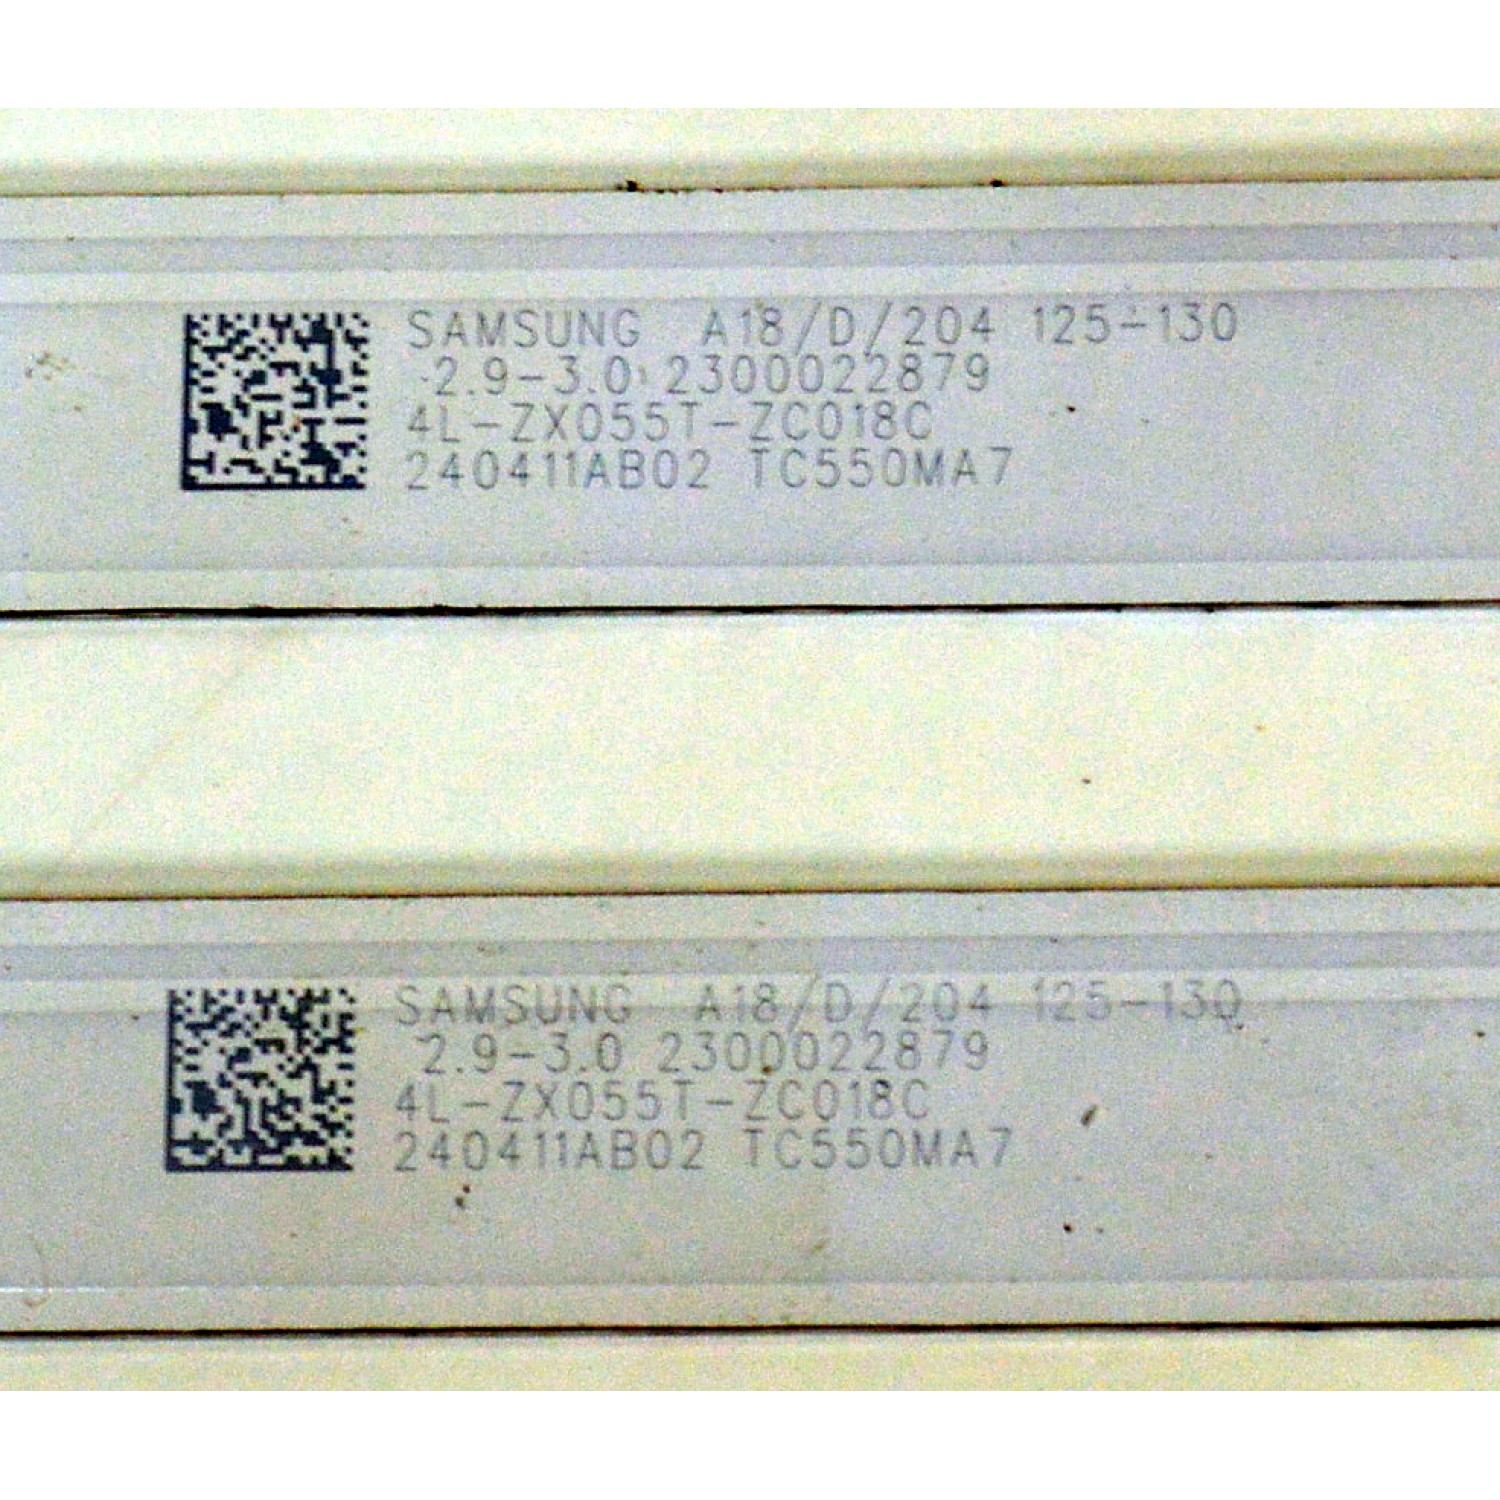 SAMSUNG A18/D/204 125-130
2.9-3.0 2300022879
4L-ZX055T-ZC018C
240411AB02 TC550MA7
SAMSUNG A18/D/204 125-130
2.9-3.0 2300022879
4L-ZX055T-ZC018C
240411AB02 TC550MA7